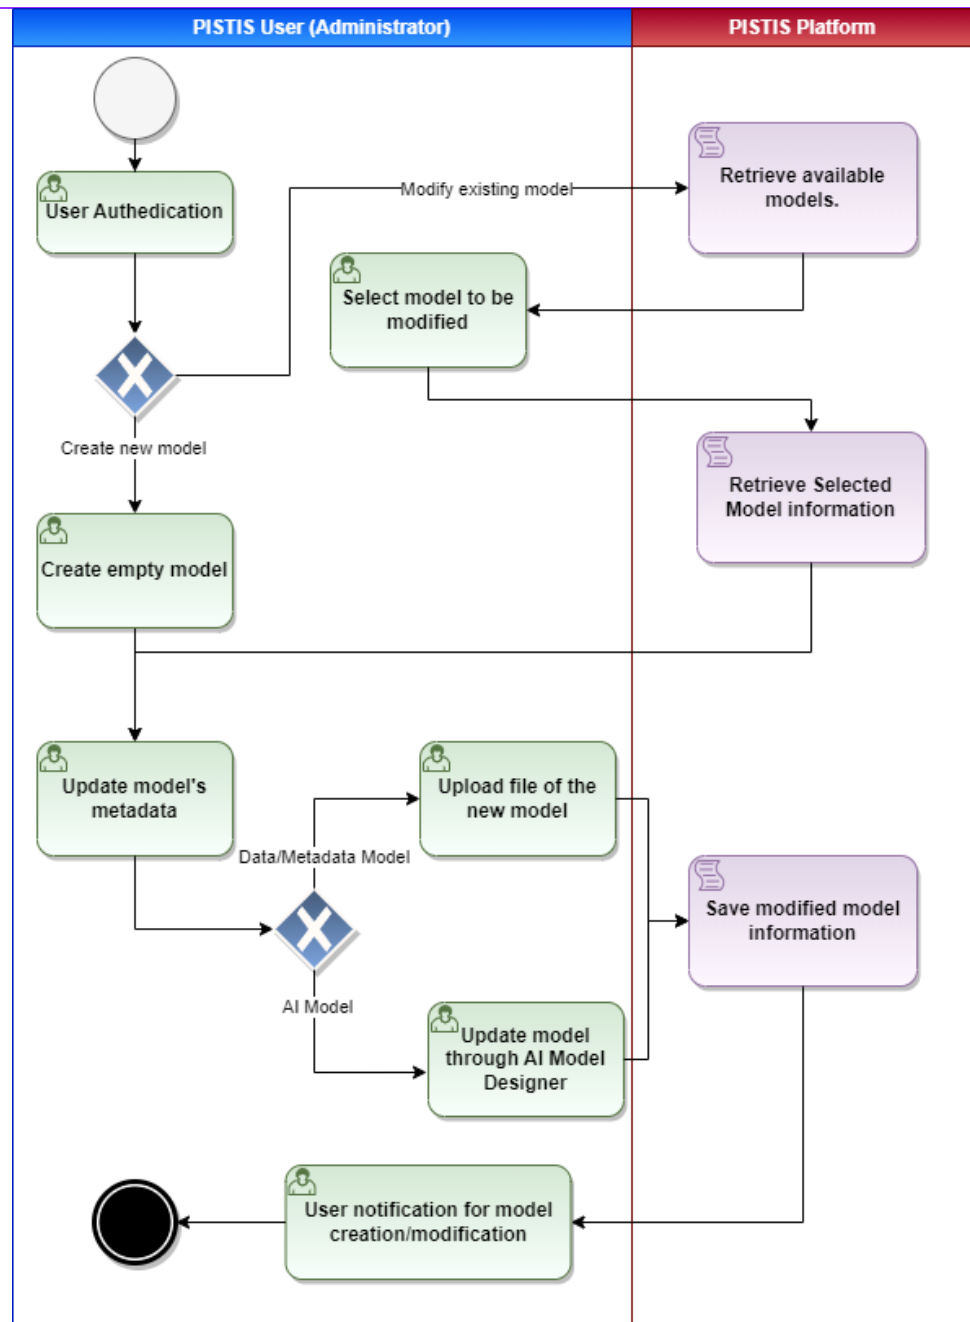 PISTIS User (Administrator)
PISTIS Platform
User Authedication
Modify existing model
Retrieve available
models.
Select model to be
modified
Create new model
Retrieve Selected
Model information
Create empty model
Update model's
metadata
Upload file of the
new model
Data/Metadata Model
Save modified model
information
AI Model
Update model
through AI Model
Designer
User notification for model
creation/modification